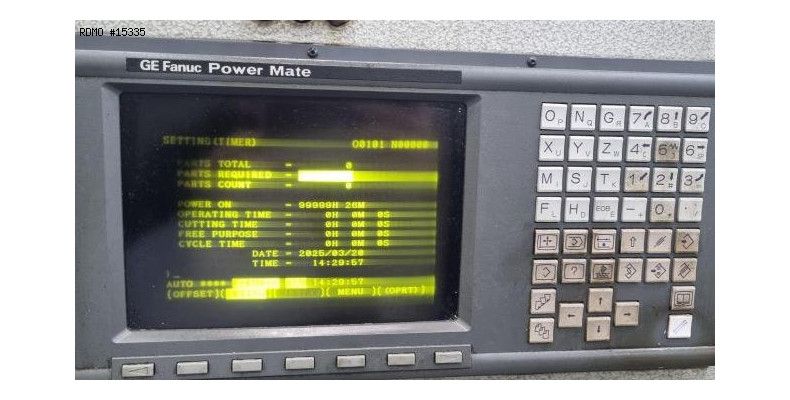 RDMO #15335
GE Fanuc Power Mate
SETTING(TIMER) O0101 N00000
PARTS TOTAL = 0
PARTS REQUIRED =
PARTS COUNT = 0
POWER ON = 99999H 26M
OPERATING TIME = 0H 0M 0S
CUTTING TIME = 0H 0M 0S
FREE PURPOSE = 0H 0M 0S
CYCLE TIME = 0H 0M 0S
DATE = 2025/03/20
TIME = 14:29:57
>_
AUTO **** 14:29:57
[OFFSET][ ][ MENU ][(OPRT)]
O P N Q G R 7 A 8 B 9 C
X U Y V Z W 4 5 6 SP
M I S J T K 1 2 # 3
F L H D EOB E - + 0 .
?